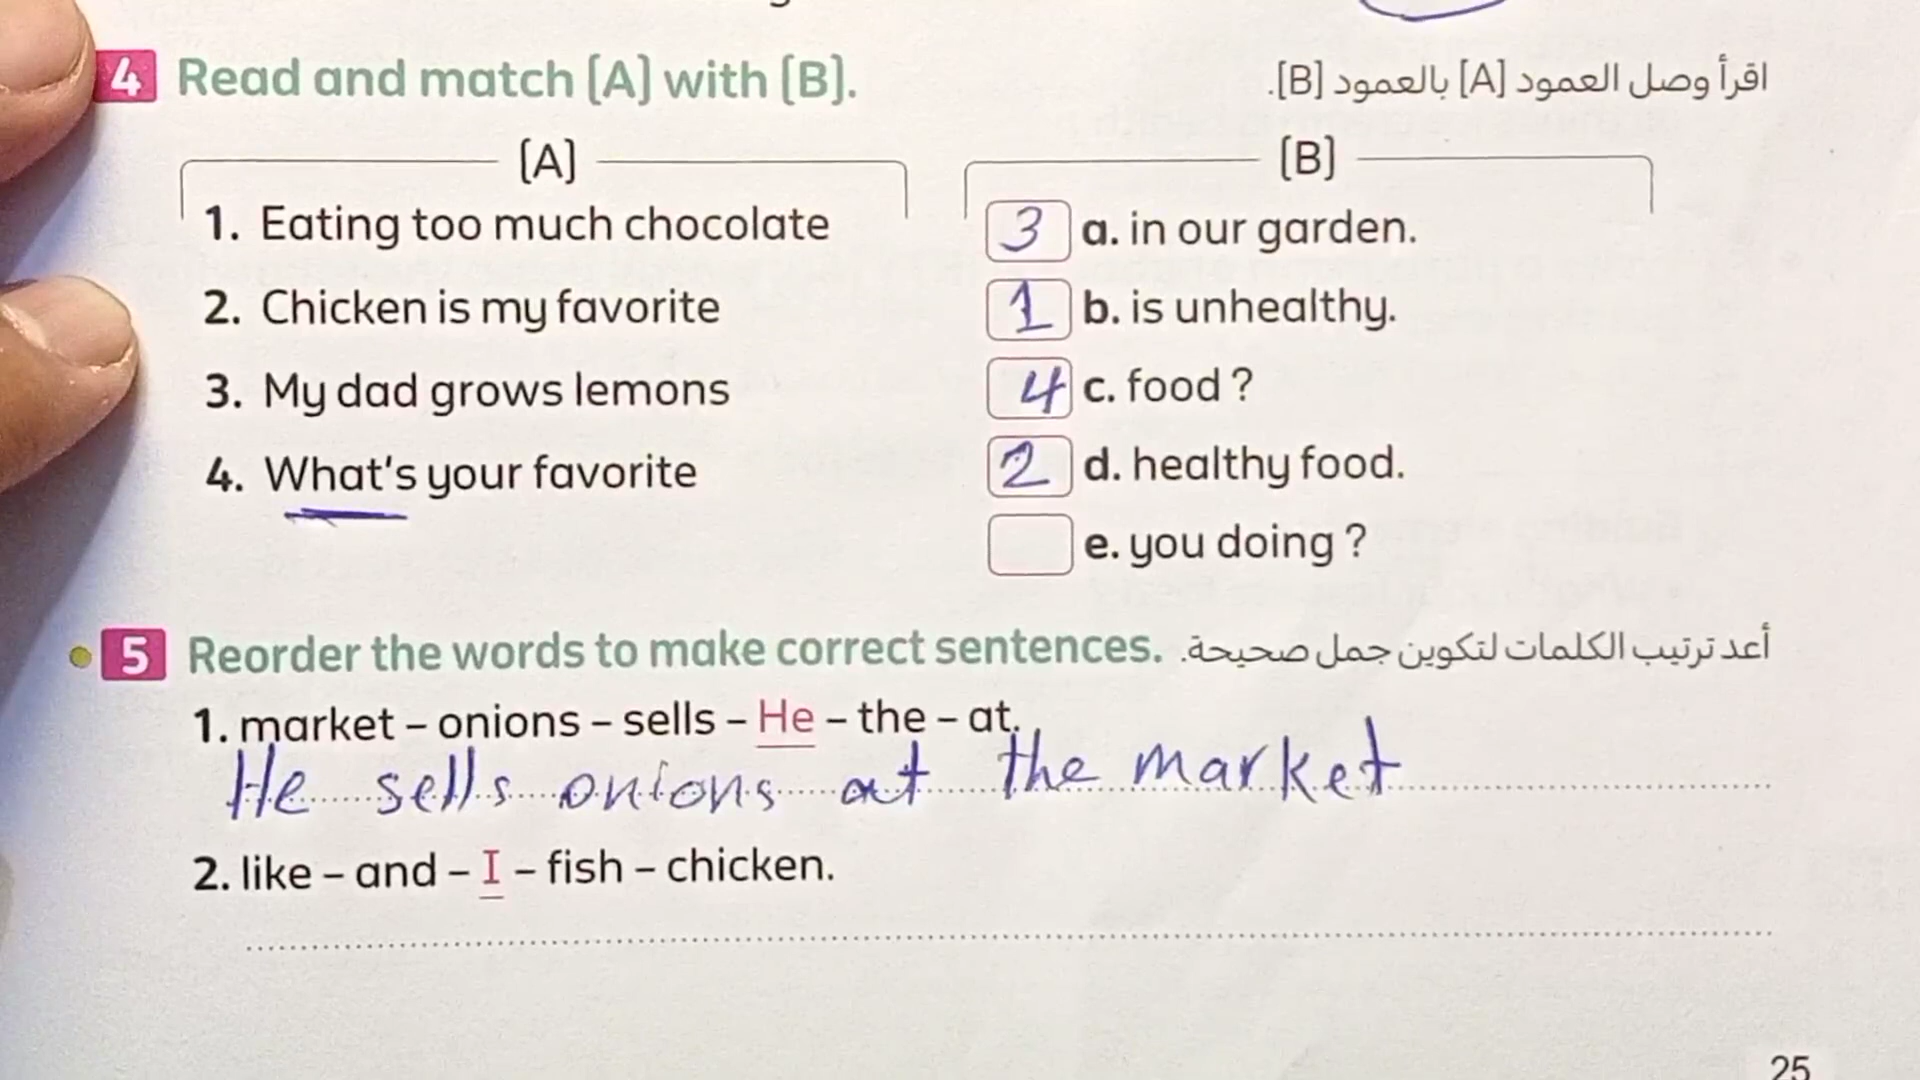 4 Read and match [A] with [B]. اقرأ وصل العمود [A] بالعمود [B].
[A]
1. Eating too much chocolate
2. Chicken is my favorite
3. My dad grows lemons
4. What's your favorite
[B]
3 a. in our garden.
1 b. is unhealthy.
4 c. food ?
2 d. healthy food.
e. you doing ?
5 Reorder the words to make correct sentences. أعد ترتيب الكلمات لتكوين جمل صحيحة.
1. market – onions – sells – He – the – at.
He sells onions at the market
2. like – and – I – fish – chicken.
25